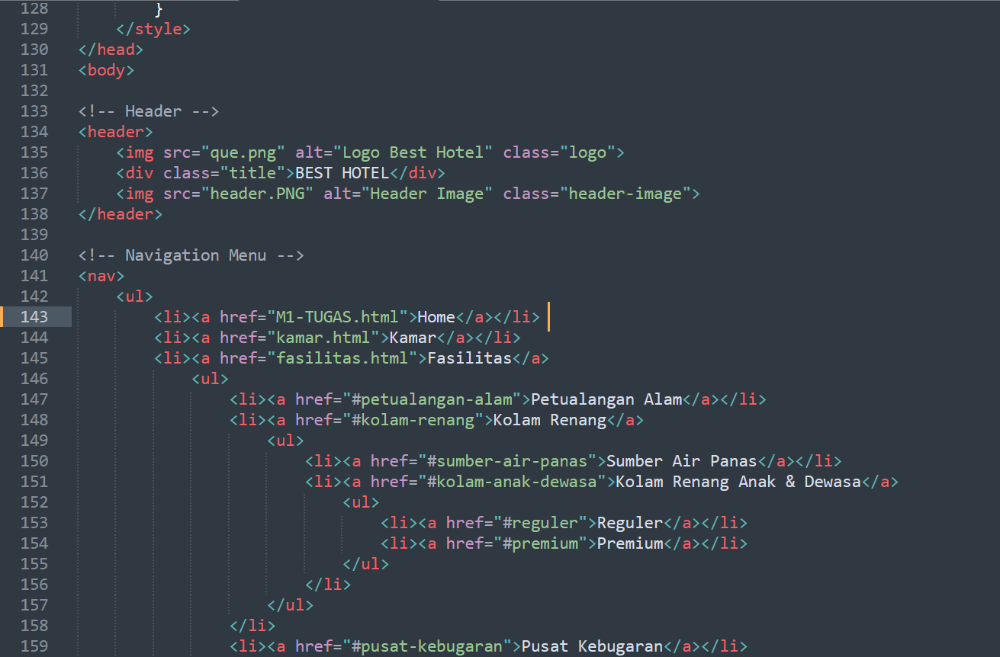 128 }
129 </style>
130 </head>
131 <body>
132
133 <!-- Header -->
134 <header>
135 <img src="que.png" alt="Logo Best Hotel" class="logo">
136 <div class="title">BEST HOTEL</div>
137 <img src="header.PNG" alt="Header Image" class="header-image">
138 </header>
139
140 <!-- Navigation Menu -->
141 <nav>
142 <ul>
143 <li><a href="M1-TUGAS.html">Home</a></li>
144 <li><a href="kamar.html">Kamar</a></li>
145 <li><a href="fasilitas.html">Fasilitas</a>
146 <ul>
147 <li><a href="#petualangan-alam">Petualangan Alam</a></li>
148 <li><a href="#kolam-renang">Kolam Renang</a>
149 <ul>
150 <li><a href="#sumber-air-panas">Sumber Air Panas</a></li>
151 <li><a href="#kolam-anak-dewasa">Kolam Renang Anak & Dewasa</a>
152 <ul>
153 <li><a href="#reguler">Reguler</a></li>
154 <li><a href="#premium">Premium</a></li>
155 </ul>
156 </li>
157 </ul>
158 </li>
159 <li><a href="#pusat-kebugaran">Pusat Kebugaran</a></li>